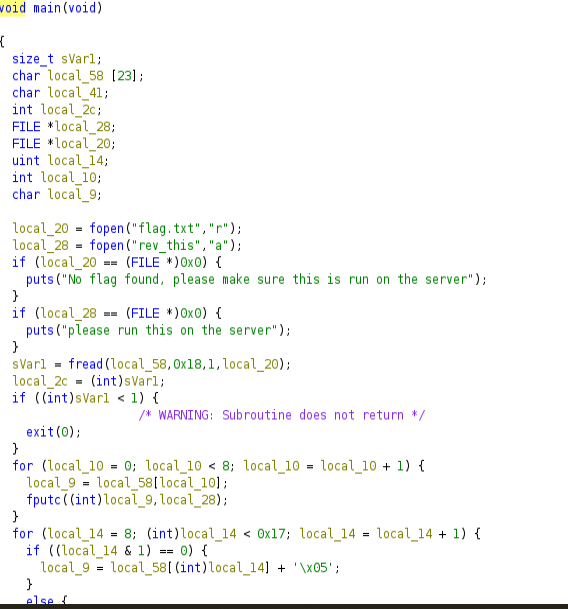 void main(void)
{
size_t sVar1;
char local_58 [23];
char local_41;
int local_2c;
FILE *local_28;
FILE *local_20;
uint local_14;
int local_10;
char local_9;
local_20 = fopen("flag.txt","r");
local_28 = fopen("rev_this","a");
if (local_20 == (FILE *)0x0) {
puts("No flag found, please make sure this is run on the server");
}
if (local_28 == (FILE *)0x0) {
puts("please run this on the server");
}
sVar1 = fread(local_58,0x18,1,local_20);
local_2c = (int)sVar1;
if ((int)sVar1 < 1) {
/* WARNING: Subroutine does not return */
exit(0);
}
for (local_10 = 0; local_10 < 8; local_10 = local_10 + 1) {
local_9 = local_58[local_10];
fputc((int)local_9,local_28);
}
for (local_14 = 8; (int)local_14 < 0x17; local_14 = local_14 + 1) {
if ((local_14 & 1) == 0) {
local_9 = local_58[(int)local_14] + '\x05';
}
else {